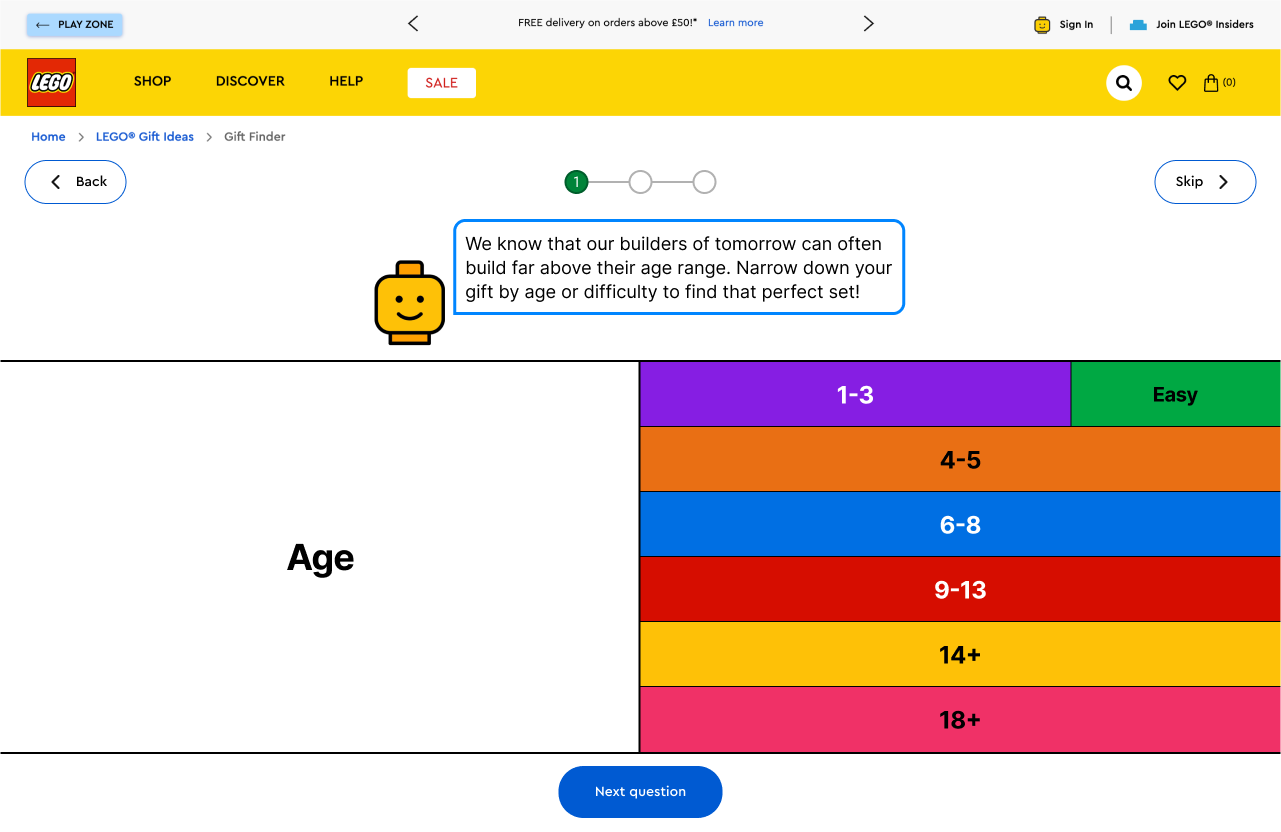 PLAY ZONE
FREE delivery on orders above £50!* Learn more
Sign In
Join LEGO® Insiders
LEGO
SHOP
DISCOVER
HELP
SALE
(0)
Home
LEGO® Gift Ideas
Gift Finder
Back
1
Skip
We know that our builders of tomorrow can often
build far above their age range. Narrow down your
gift by age or difficulty to find that perfect set!
Age
1-3
Easy
4-5
6-8
9-13
14+
18+
Next question